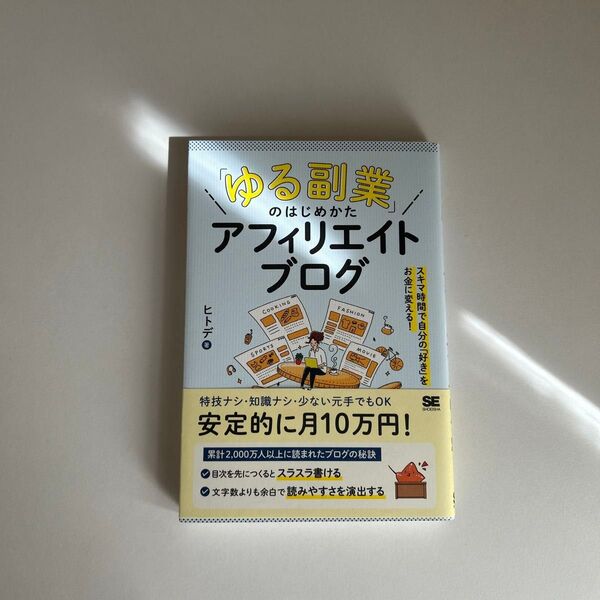 「ゆる副業」
のはじめかた
アフィリエイト
ブログ
スキマ時間で自分の「好き」を
お金に変える!
ヒトデ 著
COOKING
FASHION
SPORTS
MOVIE
SE
SHOEISHA
特技ナシ・知識ナシ・少ない元手でもOK
安定的に月10万円!
累計2,000万人以上に読まれたブログの秘訣
目次を先につくるとスラスラ書ける
文字数よりも余白で読みやすさを演出する